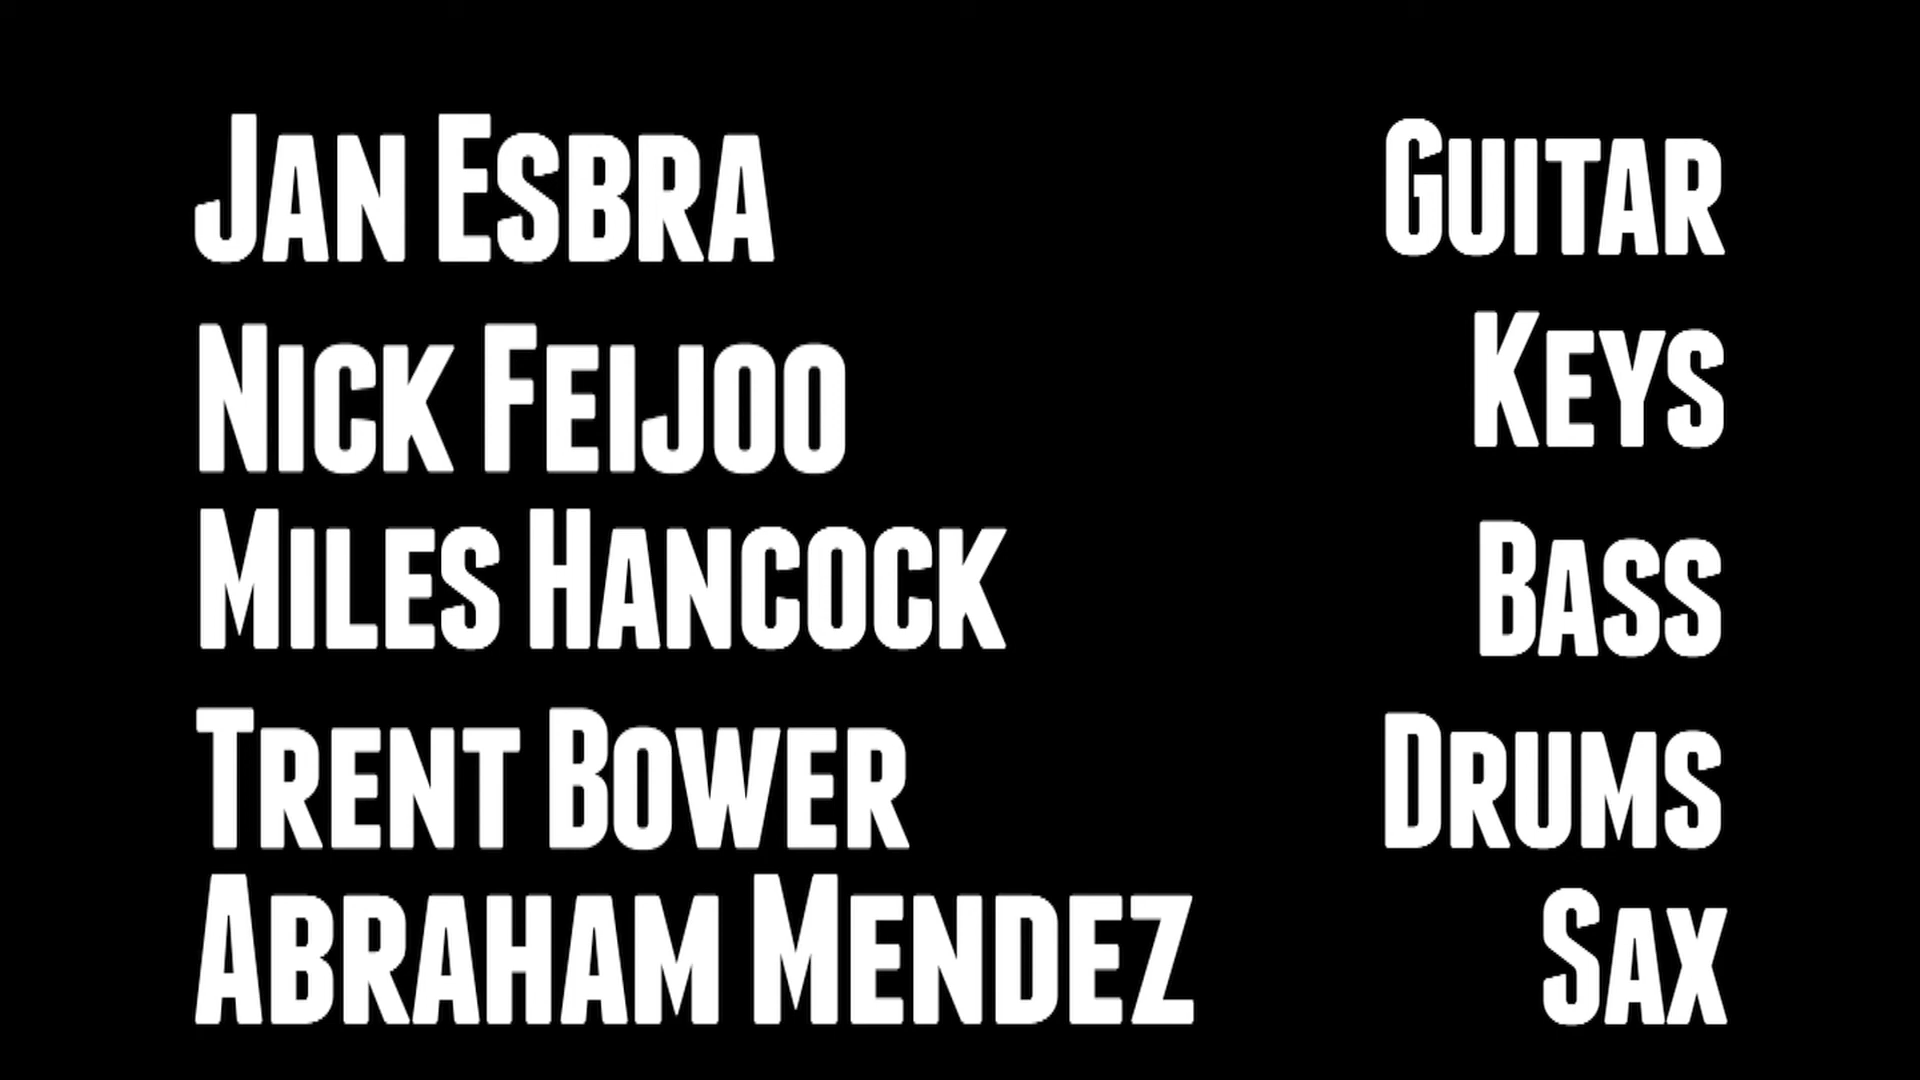 Jan Esbra Guitar
Nick Feijoo Keys
Miles Hancock Bass
Trent Bower Drums
Abraham Mendez Sax